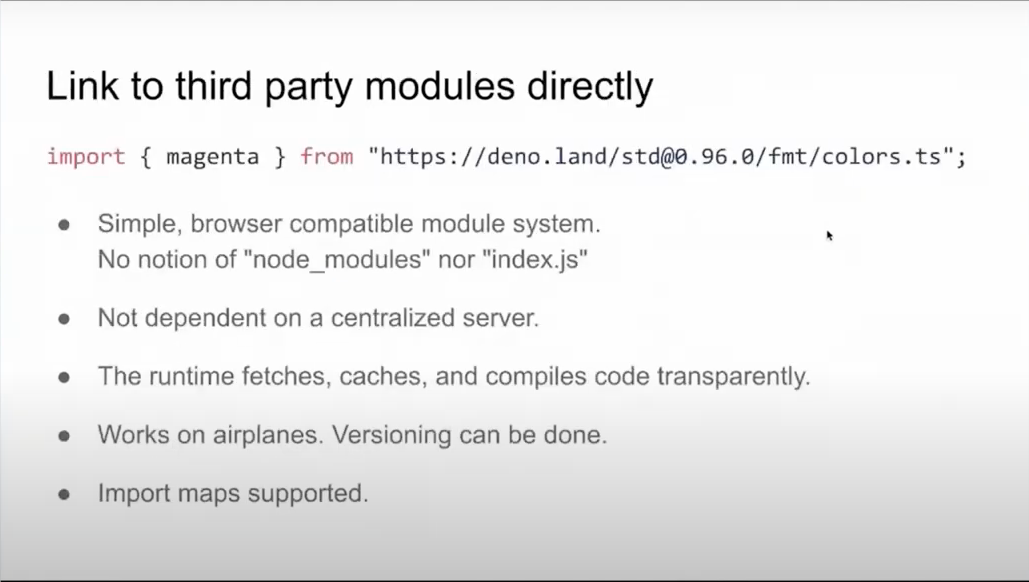 Link to third party modules directly
import { magenta } from "https://deno.land/std@0.96.0/fmt/colors.ts";
● Simple, browser compatible module system.
No notion of "node_modules" nor "index.js"
● Not dependent on a centralized server.
● The runtime fetches, caches, and compiles code transparently.
● Works on airplanes. Versioning can be done.
● Import maps supported.